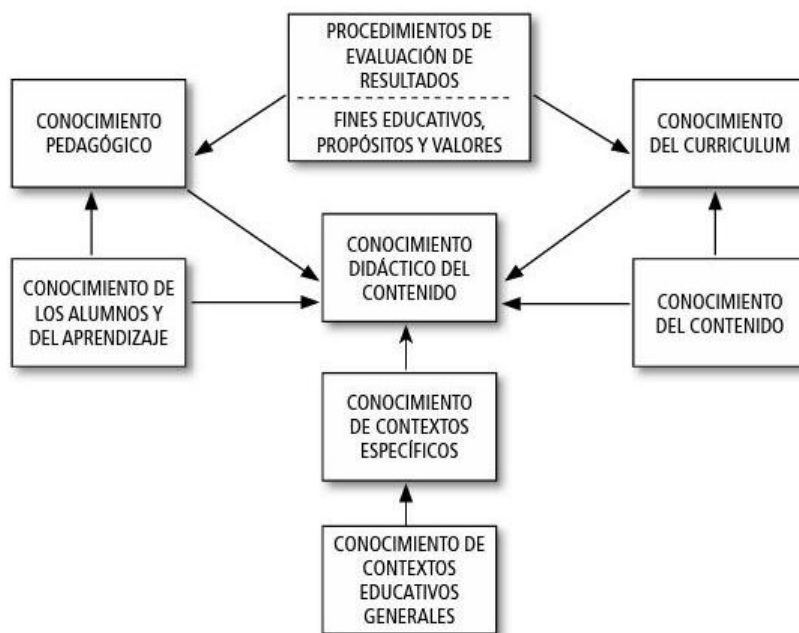 PROCEDIMIENTOS DE
EVALUACIÓN DE
RESULTADOS
FINES EDUCATIVOS,
PROPÓSITOS Y VALORES
CONOCIMIENTO
PEDAGÓGICO
CONOCIMIENTO
DEL CURRICULUM
CONOCIMIENTO
DIDÁCTICO DEL
CONTENIDO
CONOCIMIENTO DE
LOS ALUMNOS Y
DEL APRENDIZAJE
CONOCIMIENTO
DEL CONTENIDO
CONOCIMIENTO
DE CONTEXTOS
ESPECÍFICOS
CONOCIMIENTO DE
CONTEXTOS
EDUCATIVOS
GENERALES